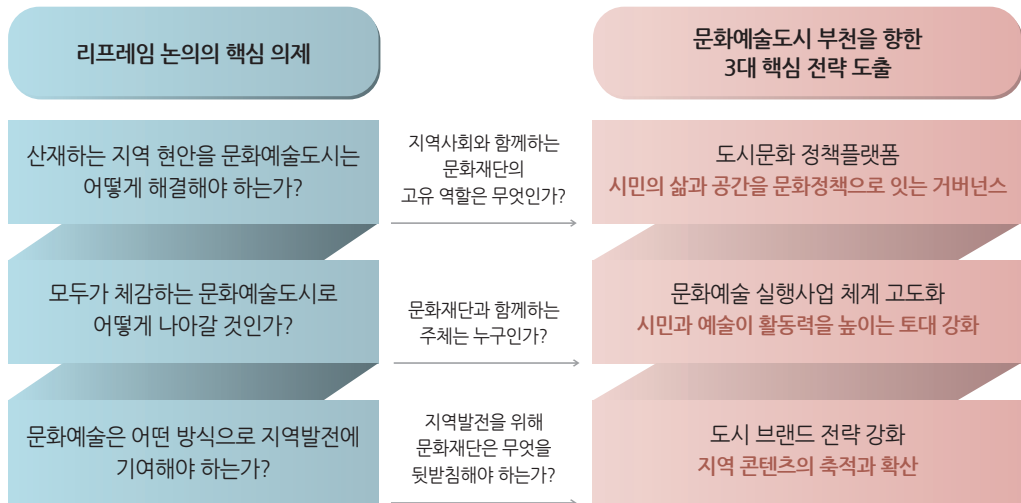 리프레임 논의의 핵심 의제
문화예술도시 부천을 향한
3대 핵심 전략 도출
산재하는 지역 현안을 문화예술도시는
어떻게 해결해야 하는가?
지역사회와 함께하는
문화재단의
고유 역할은 무엇인가?
도시문화 정책플랫폼
시민의 삶과 공간을 문화정책으로 잇는 거버넌스
모두가 체감하는 문화예술도시로
어떻게 나아갈 것인가?
문화재단과 함께하는
주체는 누구인가?
문화예술 실행사업 체계 고도화
시민과 예술이 활동력을 높이는 토대 강화
문화예술은 어떤 방식으로 지역발전에
기여해야 하는가?
지역발전을 위해
문화재단은 무엇을
뒷받침해야 하는가?
도시 브랜드 전략 강화
지역 콘텐츠의 축적과 확산